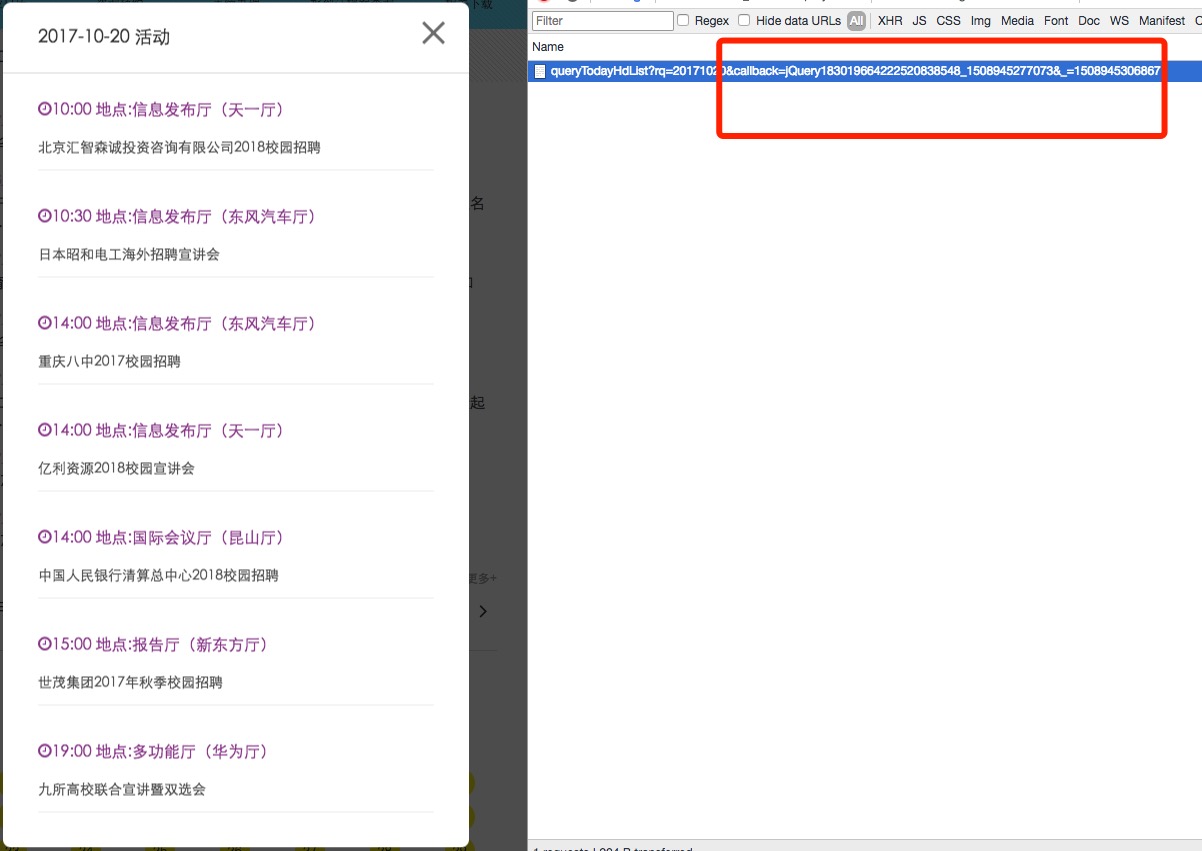 2017-10-20 活动
10:00 地点:信息发布厅（天一厅）
北京汇智森诚投资咨询有限公司2018校园招聘
10:30 地点:信息发布厅（东风汽车厅）
日本昭和电工海外招聘宣讲会
14:00 地点:信息发布厅（东风汽车厅）
重庆八中2017校园招聘
14:00 地点:信息发布厅（天一厅）
亿利资源2018校园宣讲会
14:00 地点:国际会议厅（昆山厅）
中国人民银行清算总中心2018校园招聘
15:00 地点:报告厅（新东方厅）
世茂集团2017年秋季校园招聘
19:00 地点:多功能厅（华为厅）
九所高校联合宣讲暨双选会
名
起
更多+
Filter
Regex
Hide data URLs
All XHR JS CSS Img Media Font Doc WS Manifest
Name
queryTodayHdList?rq=20171020&callback=jQuery183019664222520838548_1508945277073&_=1508945306867